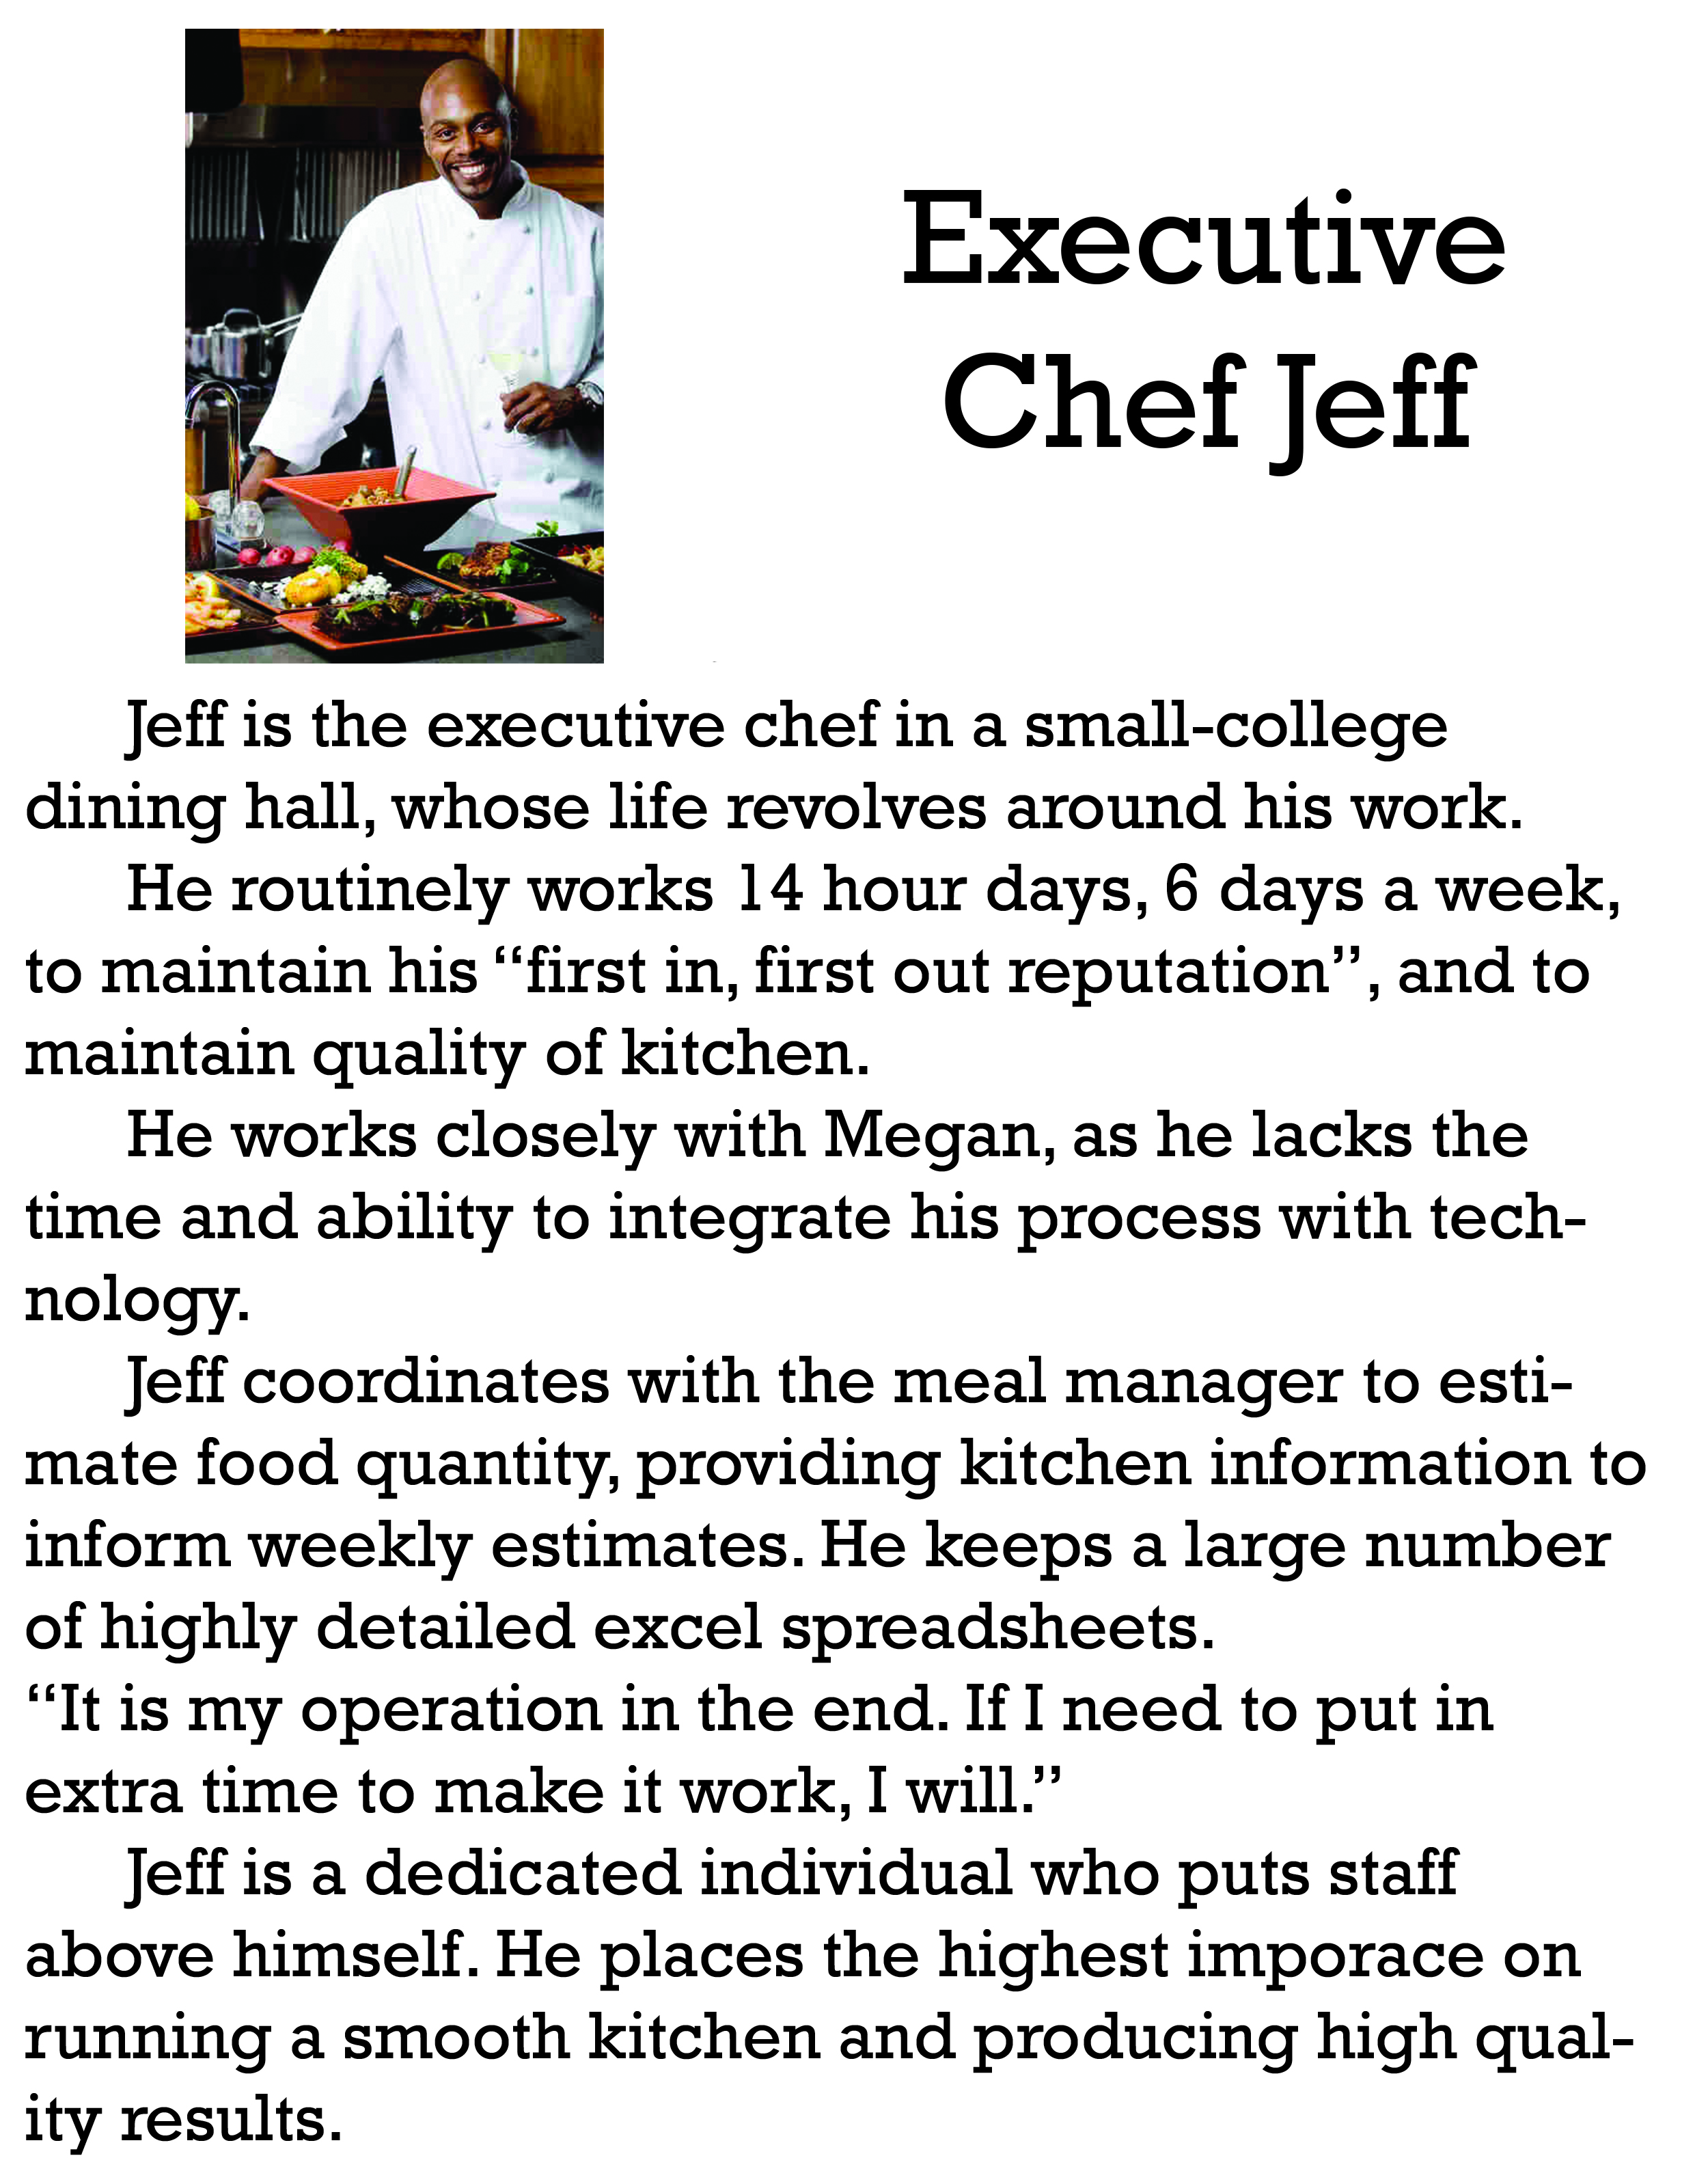 Executive
Chef Jeff
Jeff is the executive chef in a small-college
dining hall, whose life revolves around his work.
He routinely works 14 hour days, 6 days a week,
to maintain his “first in, first out reputation”, and to
maintain quality of kitchen.
He works closely with Megan, as he lacks the
time and ability to integrate his process with tech-
nology.
Jeff coordinates with the meal manager to esti-
mate food quantity, providing kitchen information to
inform weekly estimates. He keeps a large number
of highly detailed excel spreadsheets.
“It is my operation in the end. If I need to put in
extra time to make it work, I will.”
Jeff is a dedicated individual who puts staff
above himself. He places the highest imporace on
running a smooth kitchen and producing high qual-
ity results.